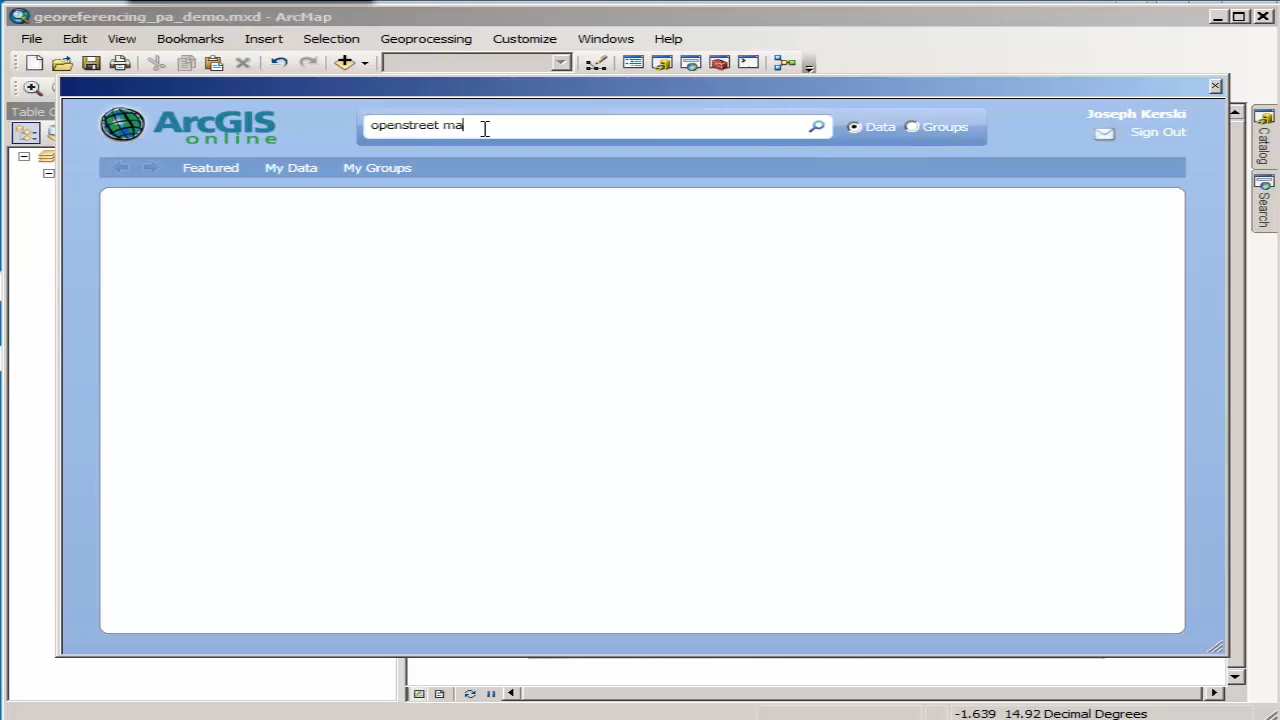 georeferencing_pa_demo.mxd - ArcMap
File Edit View Bookmarks Insert Selection Geoprocessing Customize Windows Help
Table
ArcGIS online
openstreet ma
Data Groups
Joseph Kerski
Sign Out
Featured My Data My Groups
Catalog
Search
-1.639 14.92 Decimal Degrees